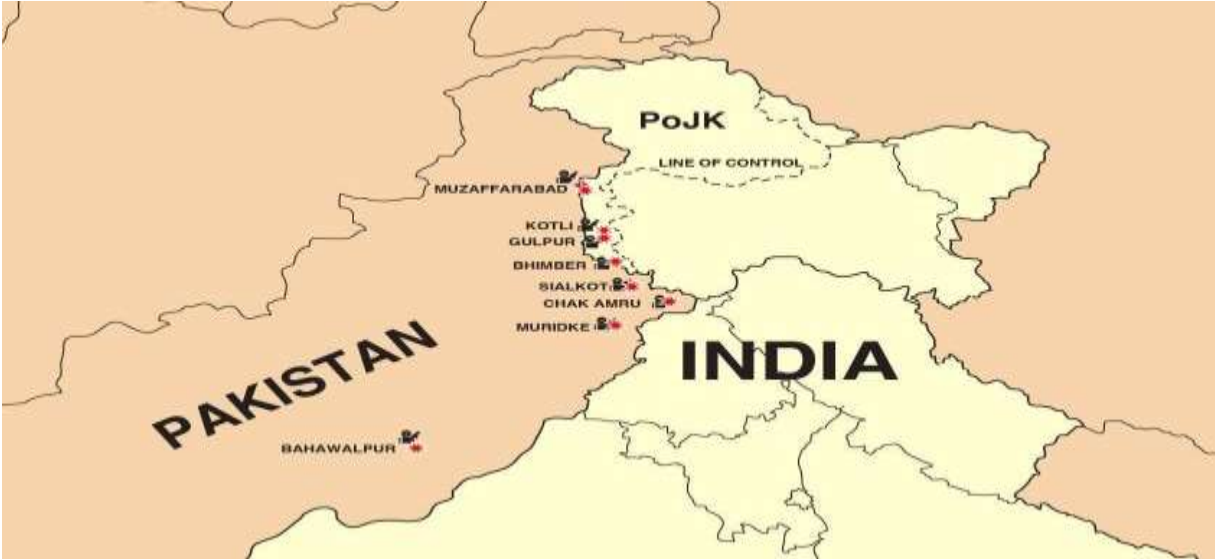 PoJK
LINE OF CONTROL
MUZAFFARABAD
KOTLI
GULPUR
BHIMBER
SIALKOT
CHAK AMRU
MURIDKE
INDIA
PAKISTAN
BAHAWALPUR